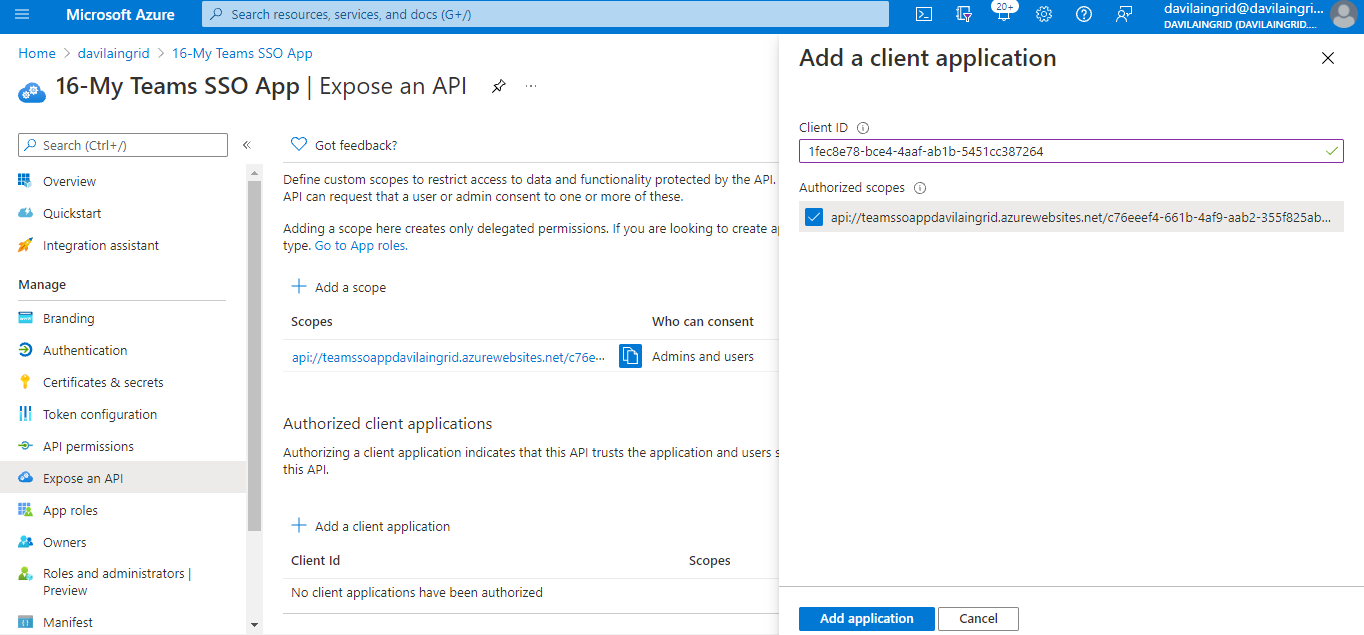 Microsoft Azure
Search resources, services, and docs (G+/)
20+
davilaingrid@davilaingri...
DAVILAINGRID (DAVILAINGRID....
Home > davilaingrid > 16-My Teams SSO App
16-My Teams SSO App | Expose an API
...
Search (Ctrl+/)
«
Overview
Quickstart
Integration assistant
Manage
Branding
Authentication
Certificates & secrets
Token configuration
API permissions
Expose an API
App roles
Owners
Roles and administrators |
Preview
Manifest
Got feedback?
Define custom scopes to restrict access to data and functionality protected by the API.
API can request that a user or admin consent to one or more of these.
Adding a scope here creates only delegated permissions. If you are looking to create
type. Go to App roles.
Add a scope
Scopes Who can consent
api://teamssoappdavilaingrid.azurewebsites.net/c76e... Admins and users
Authorized client applications
Authorizing a client application indicates that this API trusts the application and users
this API.
Add a client application
Client Id Scopes
No client applications have been authorized
Add a client application
Client ID
1fec8e78-bce4-4aaf-ab1b-5451cc387264
Authorized scopes
api://teamssoappdavilaingrid.azurewebsites.net/c76eeef4-661b-4af9-aab2-355f825ab...
Add application Cancel